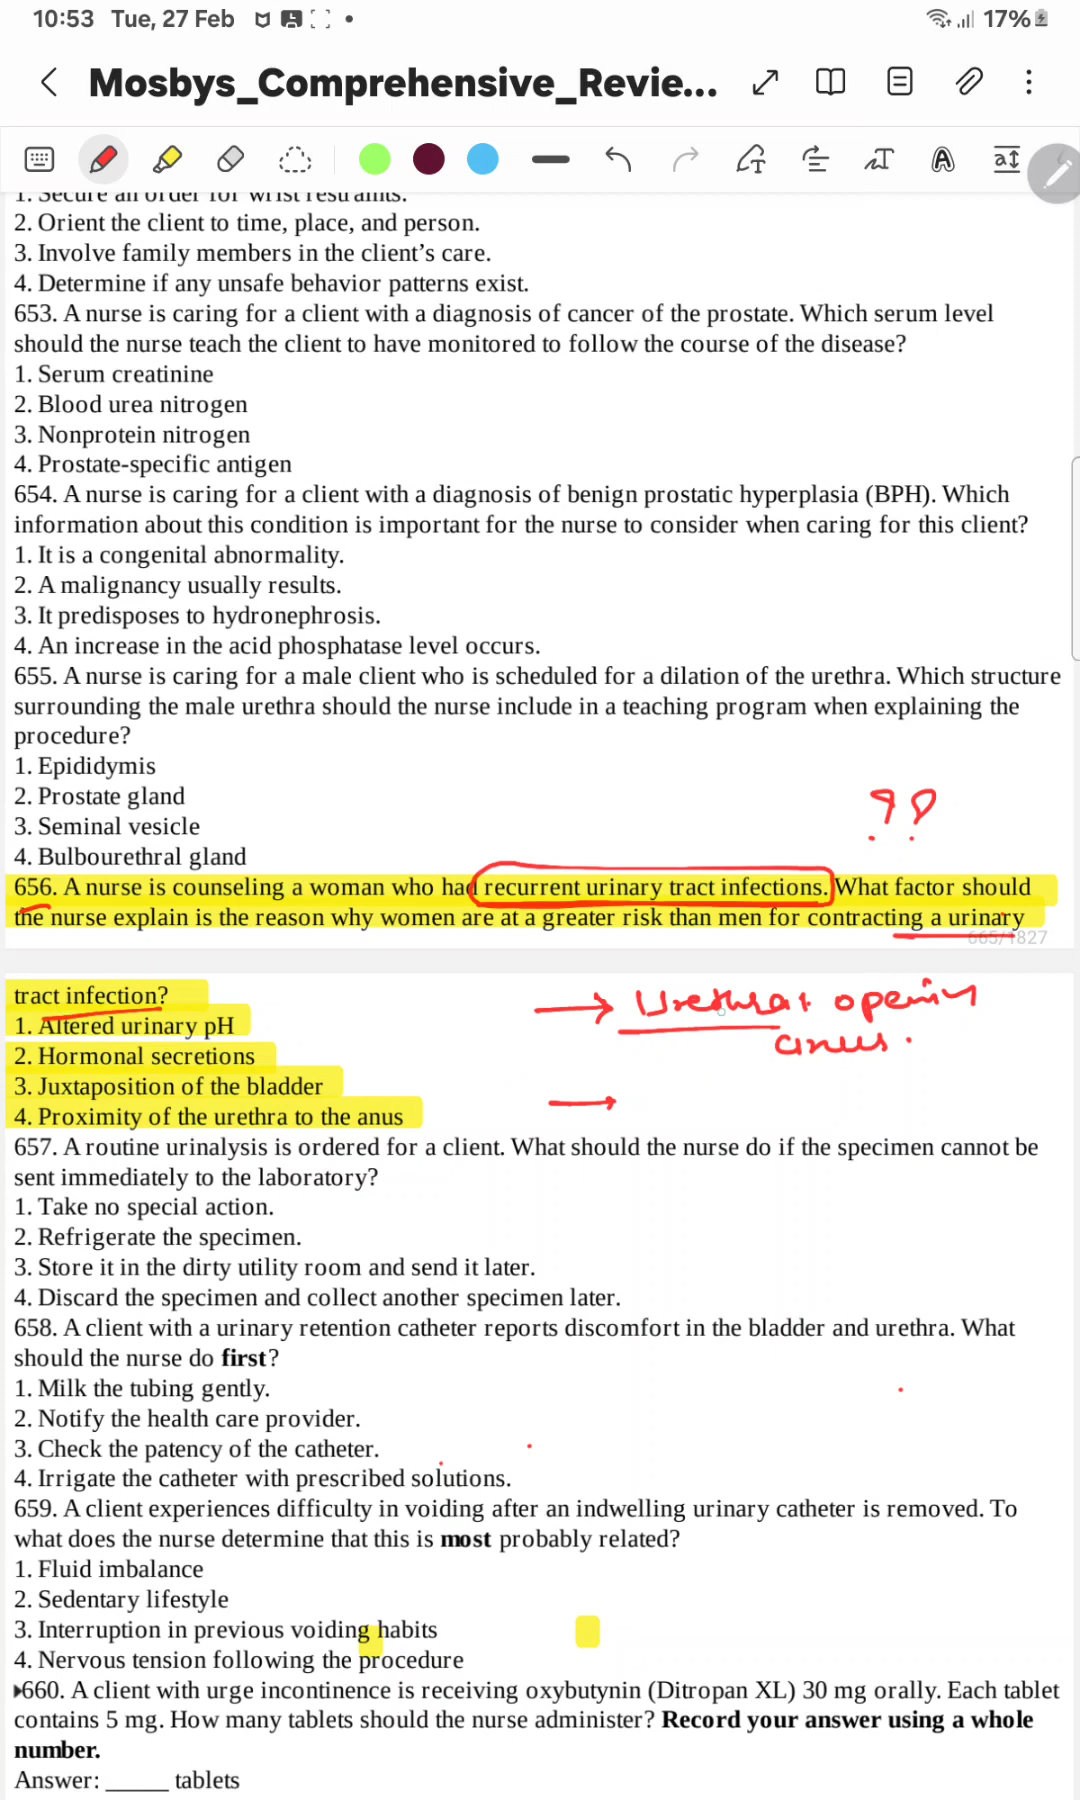 10:53 Tue, 27 Feb
17%
Mosbys_Comprehensive_Revie...
1. Secure an order for wrist restraints.
2. Orient the client to time, place, and person.
3. Involve family members in the client’s care.
4. Determine if any unsafe behavior patterns exist.
653. A nurse is caring for a client with a diagnosis of cancer of the prostate. Which serum level
should the nurse teach the client to have monitored to follow the course of the disease?
1. Serum creatinine
2. Blood urea nitrogen
3. Nonprotein nitrogen
4. Prostate-specific antigen
654. A nurse is caring for a client with a diagnosis of benign prostatic hyperplasia (BPH). Which
information about this condition is important for the nurse to consider when caring for this client?
1. It is a congenital abnormality.
2. A malignancy usually results.
3. It predisposes to hydronephrosis.
4. An increase in the acid phosphatase level occurs.
655. A nurse is caring for a male client who is scheduled for a dilation of the urethra. Which structure
surrounding the male urethra should the nurse include in a teaching program when explaining the
procedure?
1. Epididymis
2. Prostate gland
3. Seminal vesicle
4. Bulbourethral gland
??
656. A nurse is counseling a woman who had recurrent urinary tract infections. What factor should
the nurse explain is the reason why women are at a greater risk than men for contracting a urinary
665/1827
tract infection?
1. Altered urinary pH
2. Hormonal secretions
3. Juxtaposition of the bladder
4. Proximity of the urethra to the anus
→ Urethrat opening
anus.
657. A routine urinalysis is ordered for a client. What should the nurse do if the specimen cannot be
sent immediately to the laboratory?
1. Take no special action.
2. Refrigerate the specimen.
3. Store it in the dirty utility room and send it later.
4. Discard the specimen and collect another specimen later.
658. A client with a urinary retention catheter reports discomfort in the bladder and urethra. What
should the nurse do first?
1. Milk the tubing gently.
2. Notify the health care provider.
3. Check the patency of the catheter.
4. Irrigate the catheter with prescribed solutions.
659. A client experiences difficulty in voiding after an indwelling urinary catheter is removed. To
what does the nurse determine that this is most probably related?
1. Fluid imbalance
2. Sedentary lifestyle
3. Interruption in previous voiding habits
4. Nervous tension following the procedure
660. A client with urge incontinence is receiving oxybutynin (Ditropan XL) 30 mg orally. Each tablet
contains 5 mg. How many tablets should the nurse administer? Record your answer using a whole
number.
Answer: _____ tablets